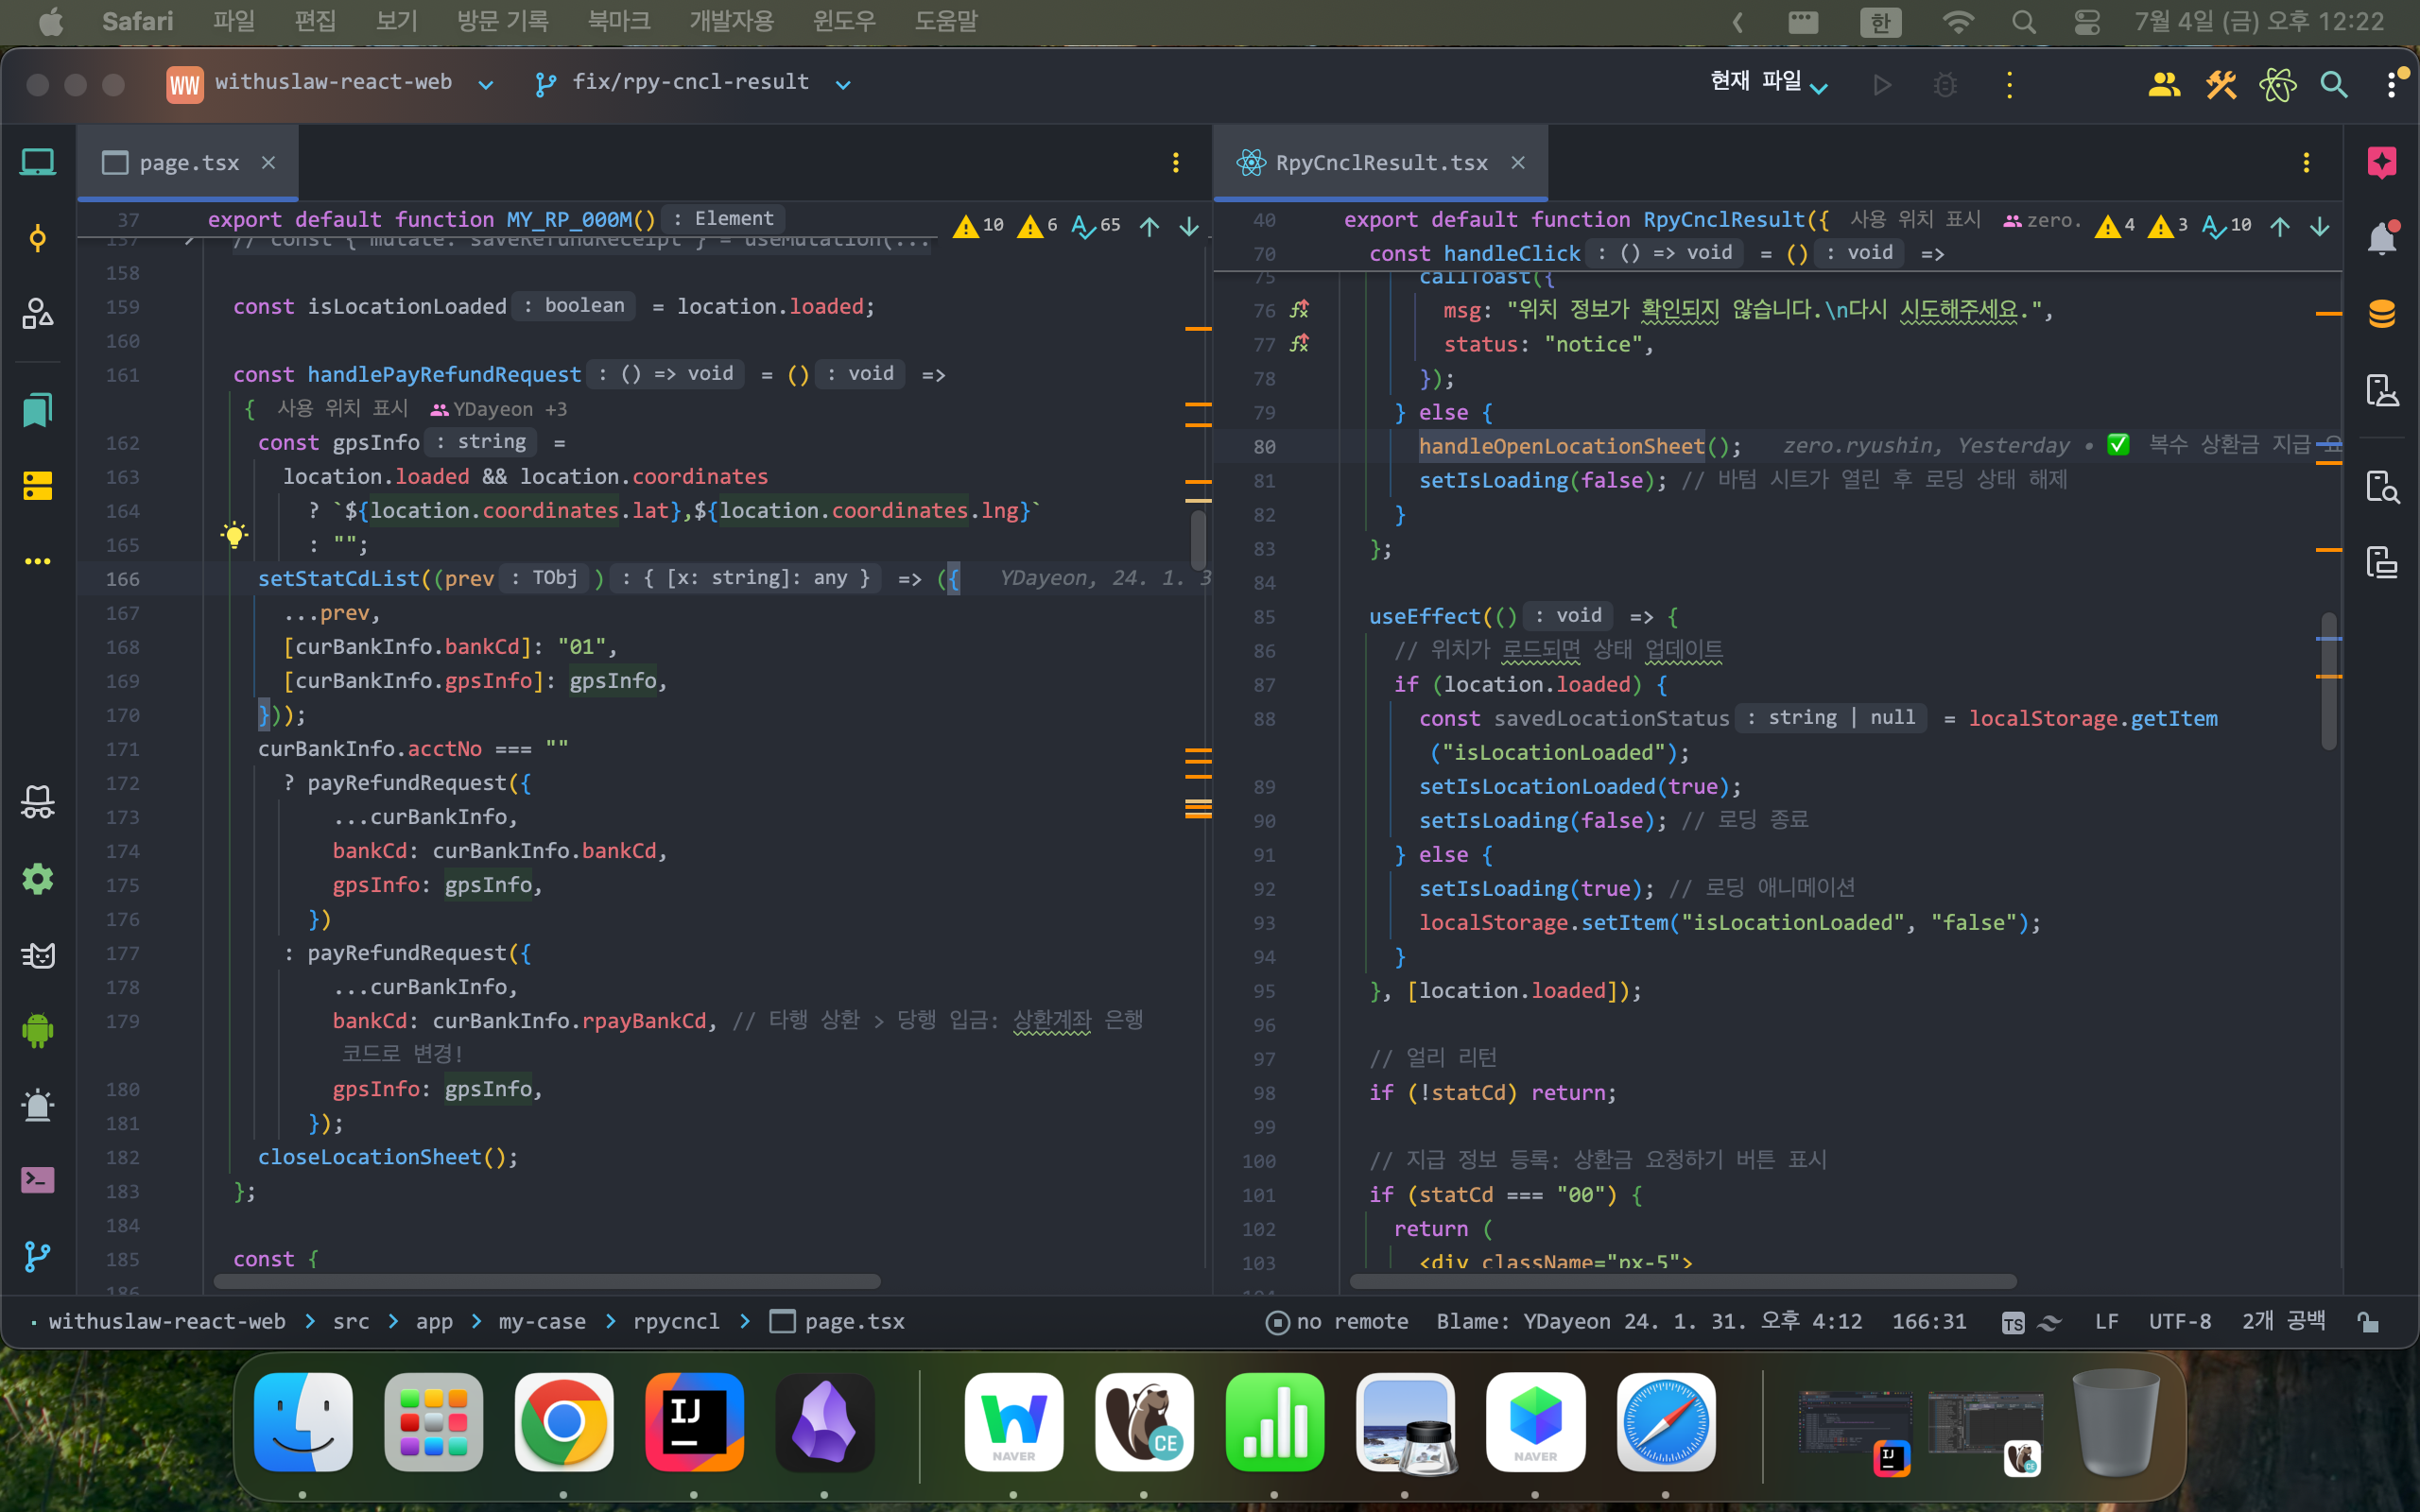 Safari 파일 편집 보기 방문 기록 북마크 개발자용 윈도우 도움말 한 7월 4일 (금) 오후 12:22
WW withuslaw-react-web fix/rpy-cncl-result 현재 파일
page.tsx
37 export default function MY_RP_000M() : Element 10 6 65
157 // const { mutate: saveRefundReceipt } = useMutation(...
158
159 const isLocationLoaded : boolean = location.loaded;
160
161 const handlePayRefundRequest : () => void = () : void =>
{ 사용 위치 표시 YDayeon +3
162 const gpsInfo : string =
163 location.loaded && location.coordinates
164 ? `${location.coordinates.lat},${location.coordinates.lng}`
165 : "";
166 setStatCdList((prev : TObj ) : { [x: string]: any } => ({ YDayeon, 24. 1. 3
167 ...prev,
168 [curBankInfo.bankCd]: "01",
169 [curBankInfo.gpsInfo]: gpsInfo,
170 }));
171 curBankInfo.acctNo === ""
172 ? payRefundRequest({
173 ...curBankInfo,
174 bankCd: curBankInfo.bankCd,
175 gpsInfo: gpsInfo,
176 })
177 : payRefundRequest({
178 ...curBankInfo,
179 bankCd: curBankInfo.rpayBankCd, // 타행 상환 > 당행 입금: 상환계좌 은행
코드로 변경!
180 gpsInfo: gpsInfo,
181 });
182 closeLocationSheet();
183 };
184
185 const {
186
RpyCnclResult.tsx
40 export default function RpyCnclResult({ 사용 위치 표시 zero. 4 3 10
70 const handleClick : () => void = () : void =>
75 callToast({
76 msg: "위치 정보가 확인되지 않습니다.\n다시 시도해주세요.",
77 status: "notice",
78 });
79 } else {
80 handleOpenLocationSheet(); zero.ryushin, Yesterday • ✅ 복수 상환금 지급 요
81 setIsLoading(false); // 바텀 시트가 열린 후 로딩 상태 해제
82 }
83 };
84
85 useEffect(() : void => {
86 // 위치가 로드되면 상태 업데이트
87 if (location.loaded) {
88 const savedLocationStatus : string | null = localStorage.getItem
("isLocationLoaded");
89 setIsLocationLoaded(true);
90 setIsLoading(false); // 로딩 종료
91 } else {
92 setIsLoading(true); // 로딩 애니메이션
93 localStorage.setItem("isLocationLoaded", "false");
94 }
95 }, [location.loaded]);
96
97 // 얼리 리턴
98 if (!statCd) return;
99
100 // 지급 정보 등록: 상환금 요청하기 버튼 표시
101 if (statCd === "00") {
102 return (
103 <div className="px-5">
withuslaw-react-web > src > app > my-case > rpycncl > page.tsx no remote Blame: YDayeon 24. 1. 31. 오후 4:12 166:31 TS LF UTF-8 2개 공백
IJ NAVER CE NAVER IJ CE